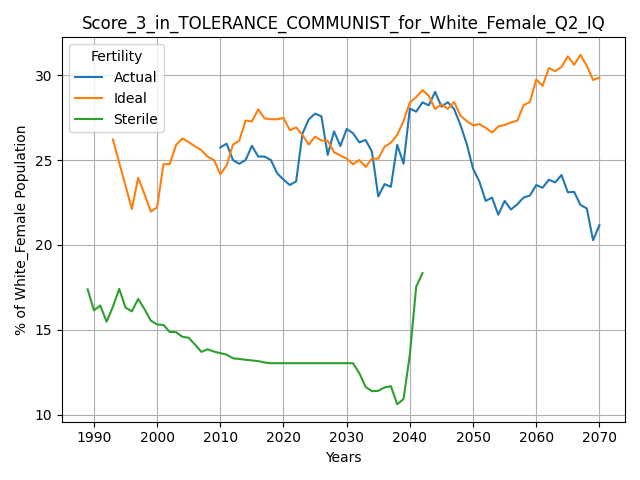 Score_3_in_TOLERANCE_COMMUNIST_for_White_Female_Q2_IQ
Fertility
Actual
Ideal
Sterile
% of White_Female Population
30
25
20
15
10
1990 2000 2010 2020 2030 2040 2050 2060 2070
Years